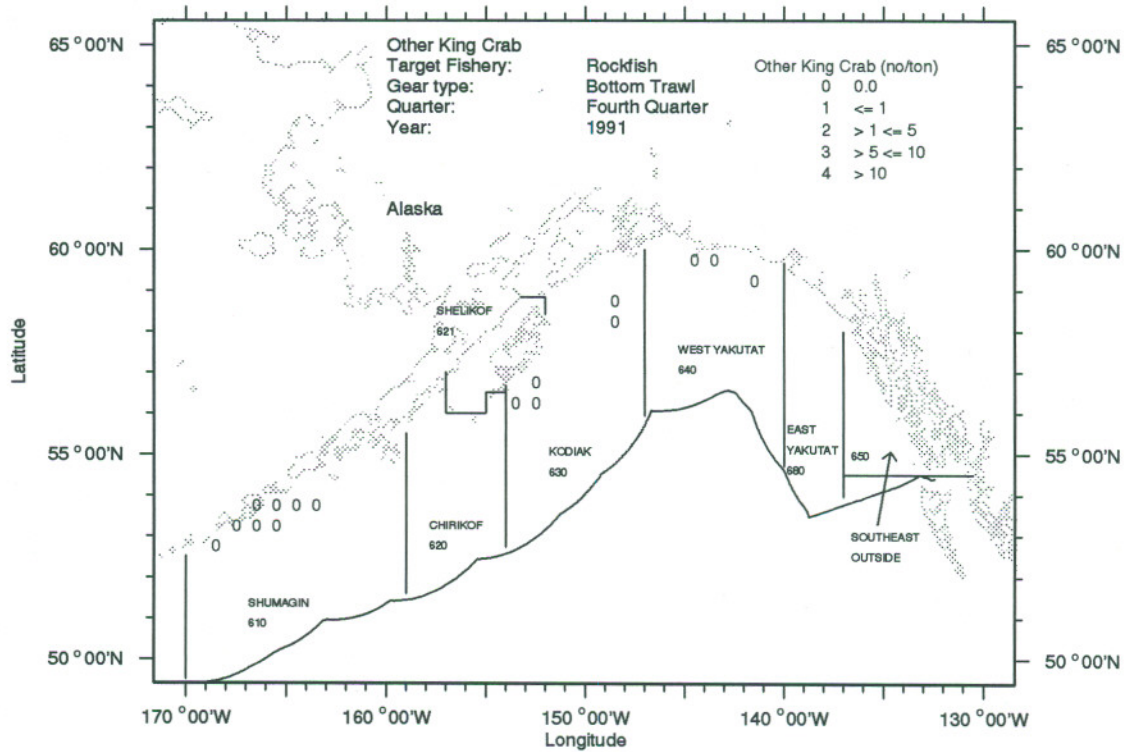 Other King Crab
Target Fishery: Rockfish
Gear type: Bottom Trawl
Quarter: Fourth Quarter
Year: 1991
Other King Crab (no/ton)
0 0.0
1 <= 1
2 > 1 <= 5
3 > 5 <= 10
4 > 10
65 °00'N
65 °00'N
Alaska
60 °00'N
60 °00'N
0 0
0
SHELIKOF
621
0
0
WEST YAKUTAT
640
0
0 0
EAST
YAKUTAT
680
650
KODIAK
630
55 °00'N
55 °00'N
0 0 0 0
0 0 0
0
CHIRIKOF
620
SOUTHEAST
OUTSIDE
SHUMAGIN
610
50 °00'N
50 °00'N
170 °00'W
160 °00'W
150 °00'W
140 °00'W
130 °00'W
Longitude
Latitude